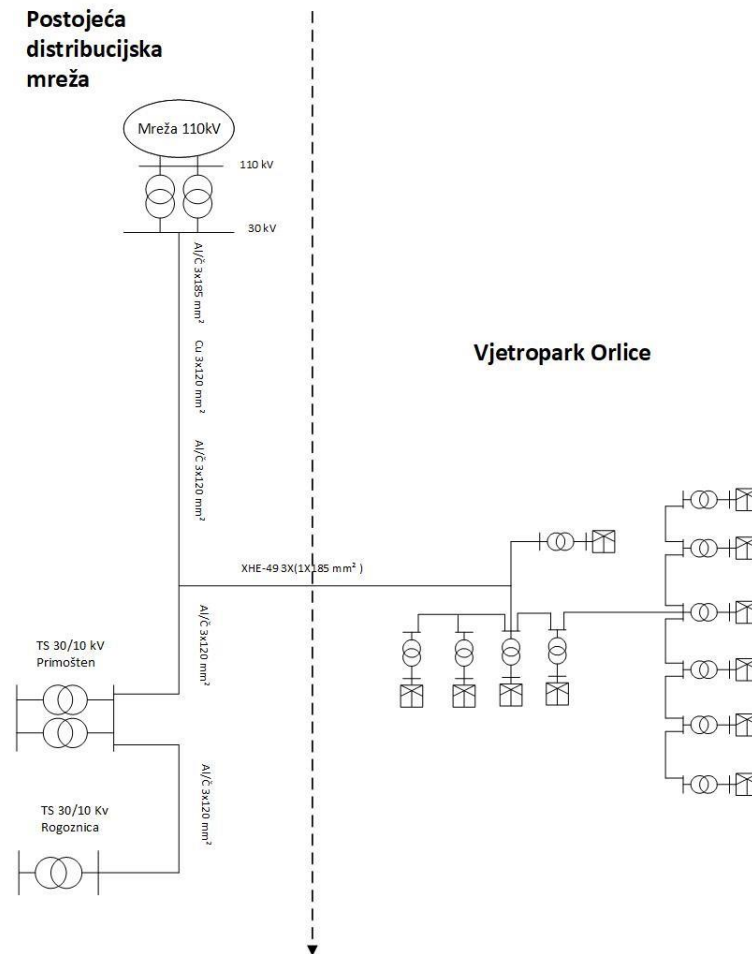 Postojeća
distribucijska
mreža
Mreža 110kV
110 kV
30 kV
Al/Č 3x185 mm²
Cu 3x120 mm²
Al/Č 3x120 mm²
Vjetropark Orlice
XHE-49 3X(1X185 mm² )
Al/Č 3x120 mm²
TS 30/10 kV
Primošten
Al/Č 3x120 mm²
TS 30/10 Kv
Rogoznica